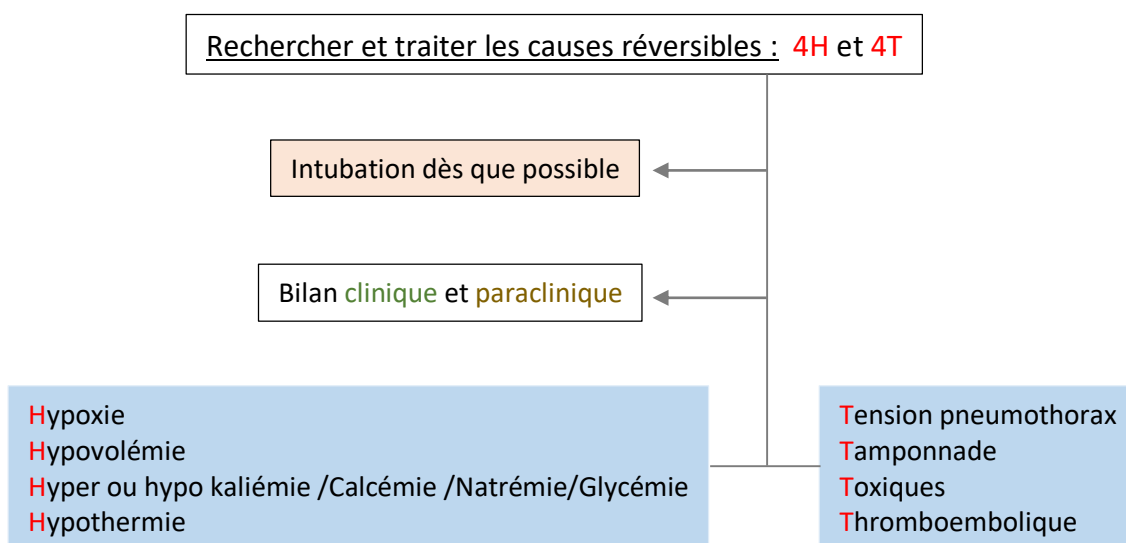 Rechercher et traiter les causes réversibles : 4H et 4T
Intubation dès que possible
Bilan clinique et paraclinique
Hypoxie
Hypovolémie
Hyper ou hypo kaliémie /Calcémie /Natrémie/Glycémie
Hypothermie
Tension pneumothorax
Tamponnade
Toxiques
Thromboembolique